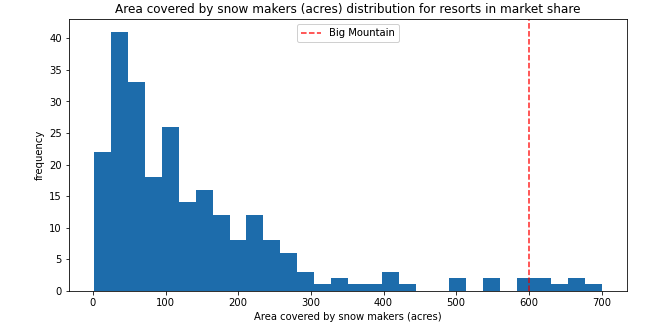 Area covered by snow makers (acres) distribution for resorts in market share
Big Mountain
frequency
40
35
30
25
20
15
10
5
0
0 100 200 300 400 500 600 700
Area covered by snow makers (acres)